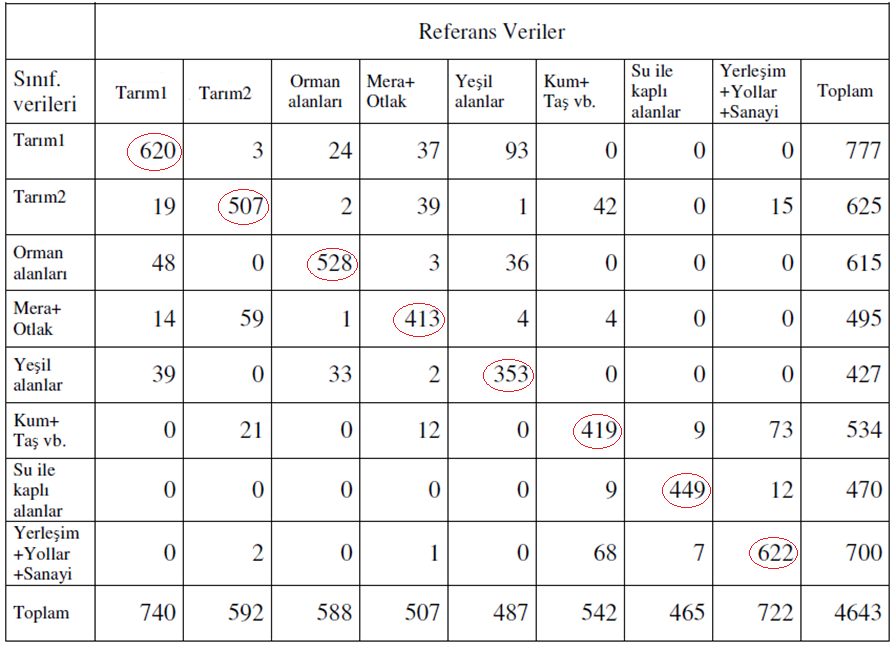 Referans Veriler
Sınıf. verileri Tarım1 Tarım2 Orman alanları Mera+ Otlak Yeşil alanlar Kum+ Taş vb. Su ile kaplı alanlar Yerleşim +Yollar +Sanayi Toplam
Tarım1 620 3 24 37 93 0 0 0 777
Tarım2 19 507 2 39 1 42 0 15 625
Orman alanları 48 0 528 3 36 0 0 0 615
Mera+ Otlak 14 59 1 413 4 4 0 0 495
Yeşil alanlar 39 0 33 2 353 0 0 0 427
Kum+ Taş vb. 0 21 0 12 0 419 9 73 534
Su ile kaplı alanlar 0 0 0 0 0 9 449 12 470
Yerleşim +Yollar +Sanayi 0 2 0 1 0 68 7 622 700
Toplam 740 592 588 507 487 542 465 722 4643